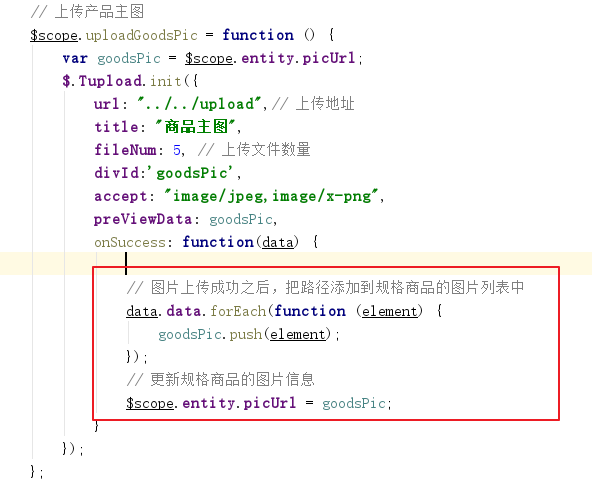 // 上传产品主图
$scope.uploadGoodsPic = function () {
var goodsPic = $scope.entity.picUrl;
$.Tupload.init({
url: "../../upload",// 上传地址
title: "商品主图",
fileNum: 5, // 上传文件数量
divId:'goodsPic',
accept: "image/jpeg,image/x-png",
preViewData: goodsPic,
onSuccess: function(data) {
// 图片上传成功之后，把路径添加到规格商品的图片列表中
data.data.forEach(function (element) {
goodsPic.push(element);
});
// 更新规格商品的图片信息
$scope.entity.picUrl = goodsPic;
}
});
};